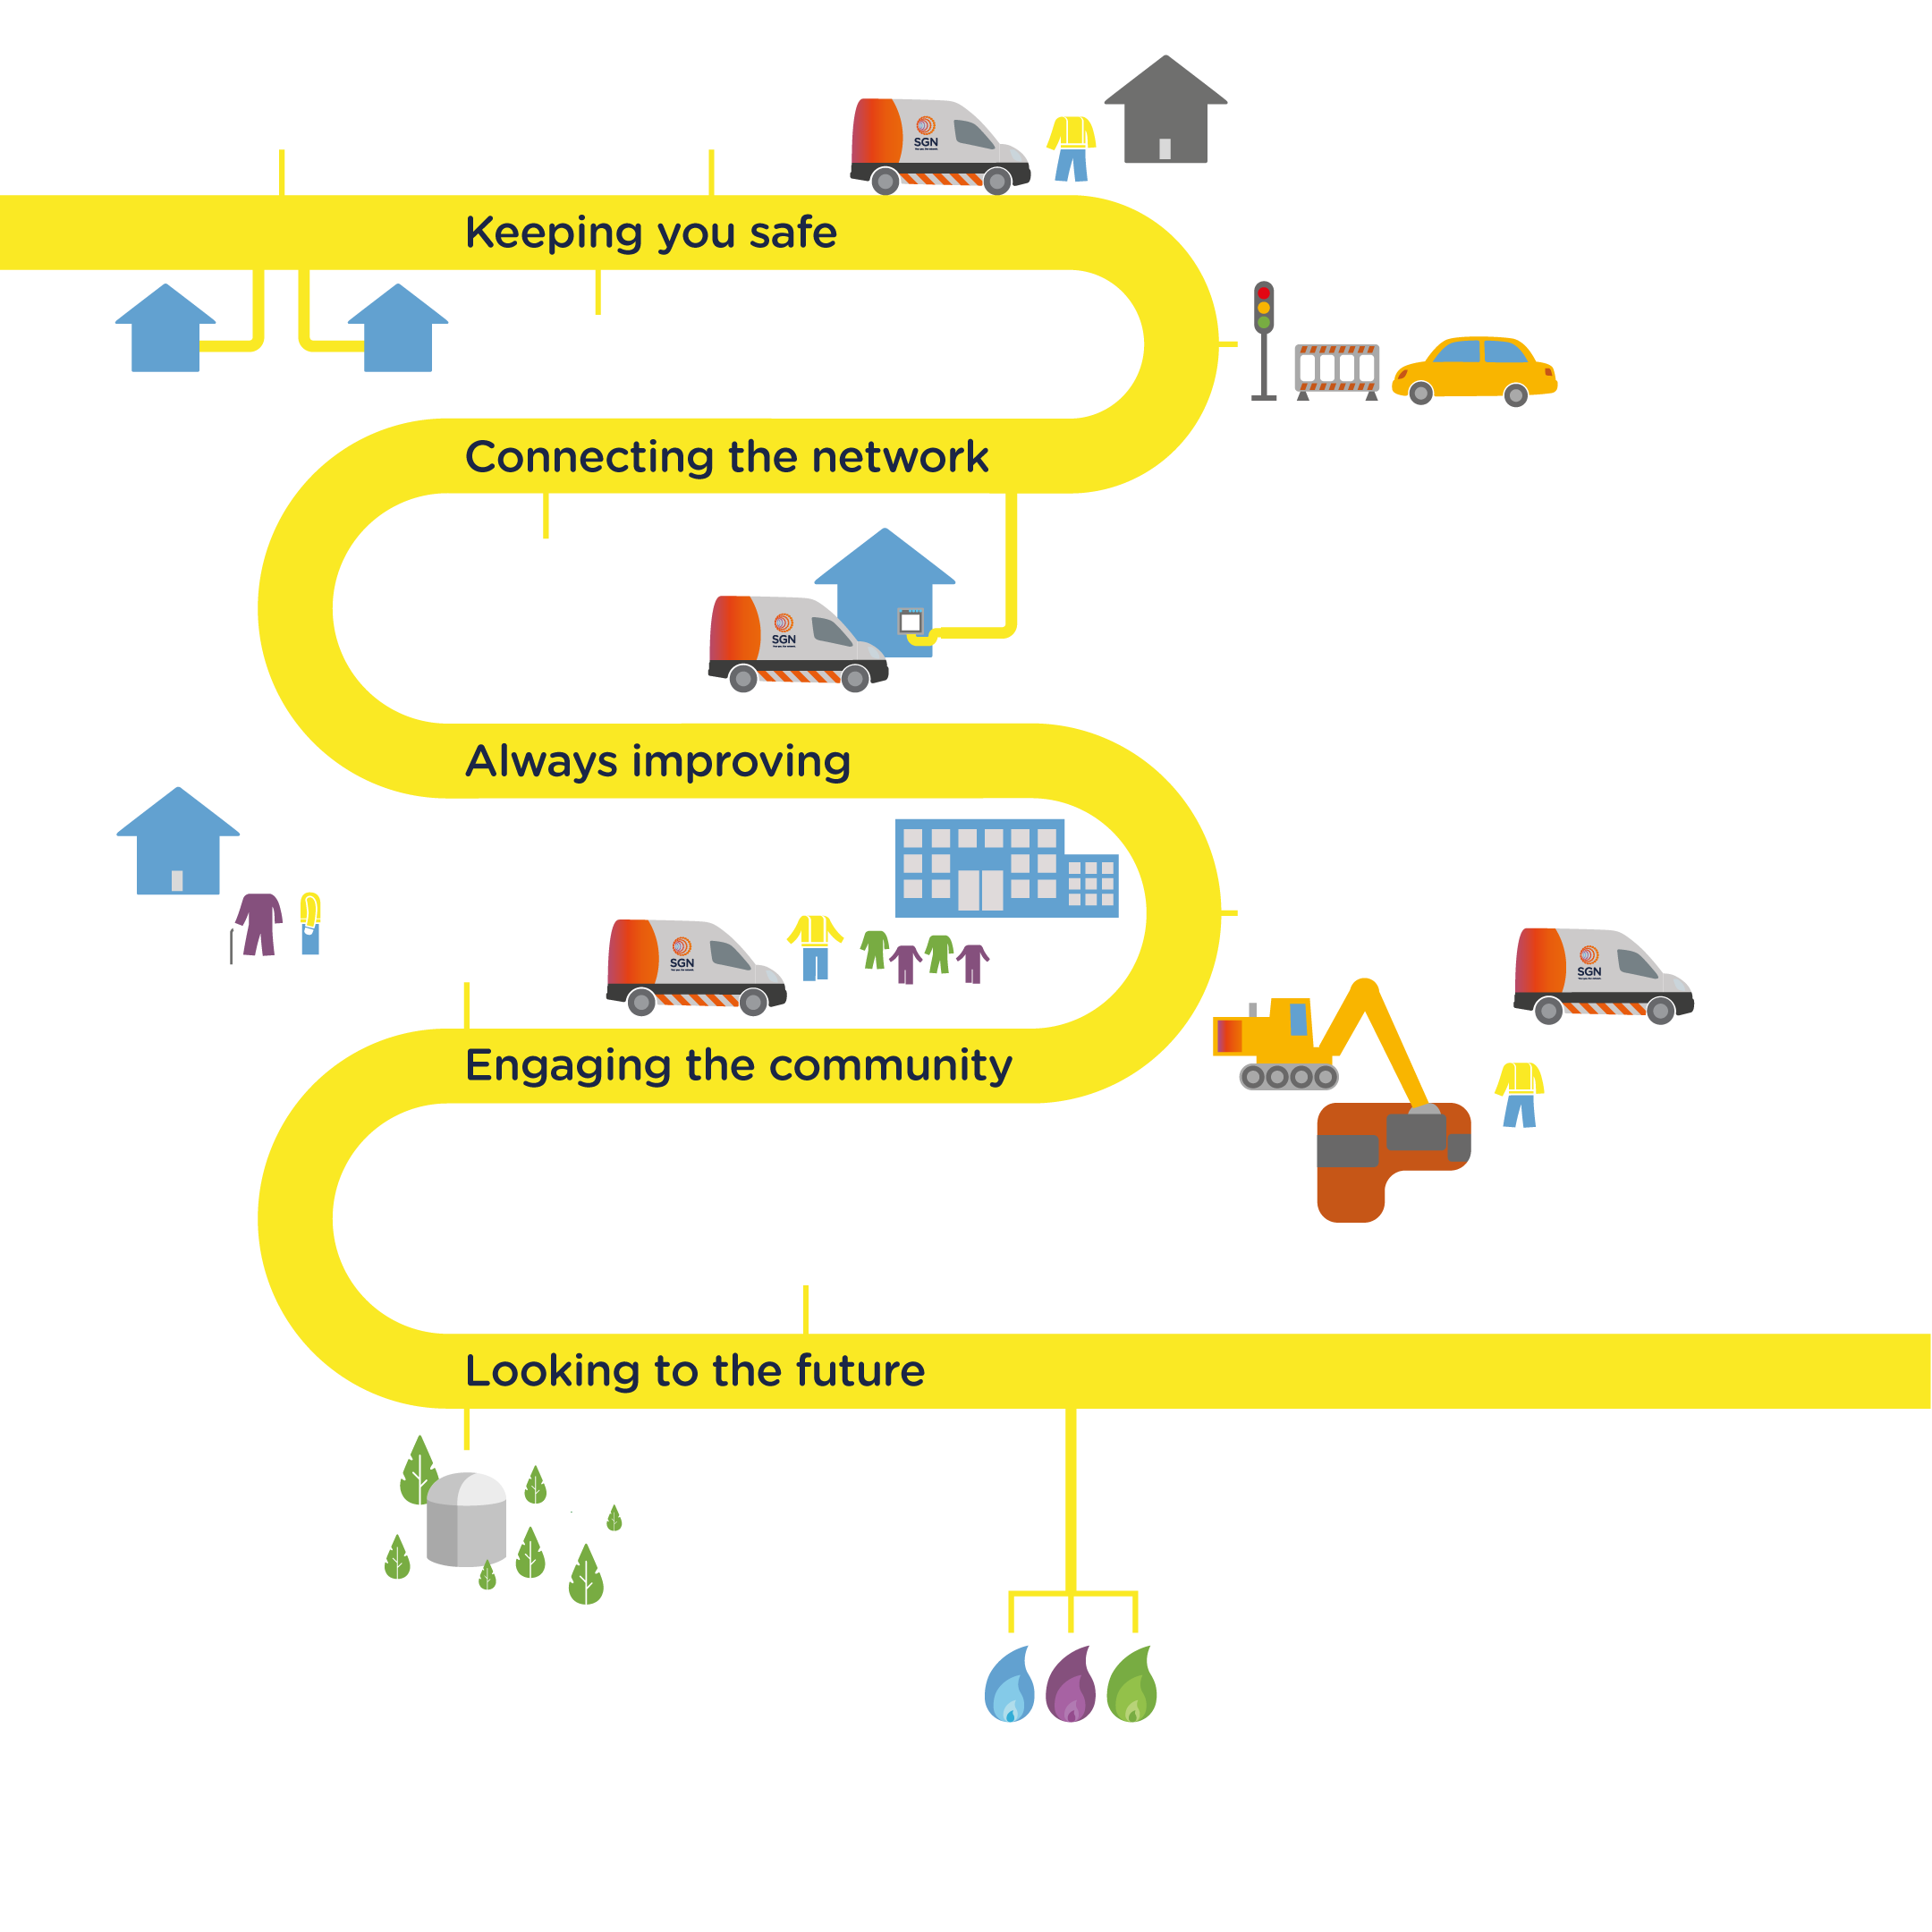 SGN
Keeping you safe
Connecting the network
SGN
Always improving
SGN
SGN
Engaging the community
Looking to the future